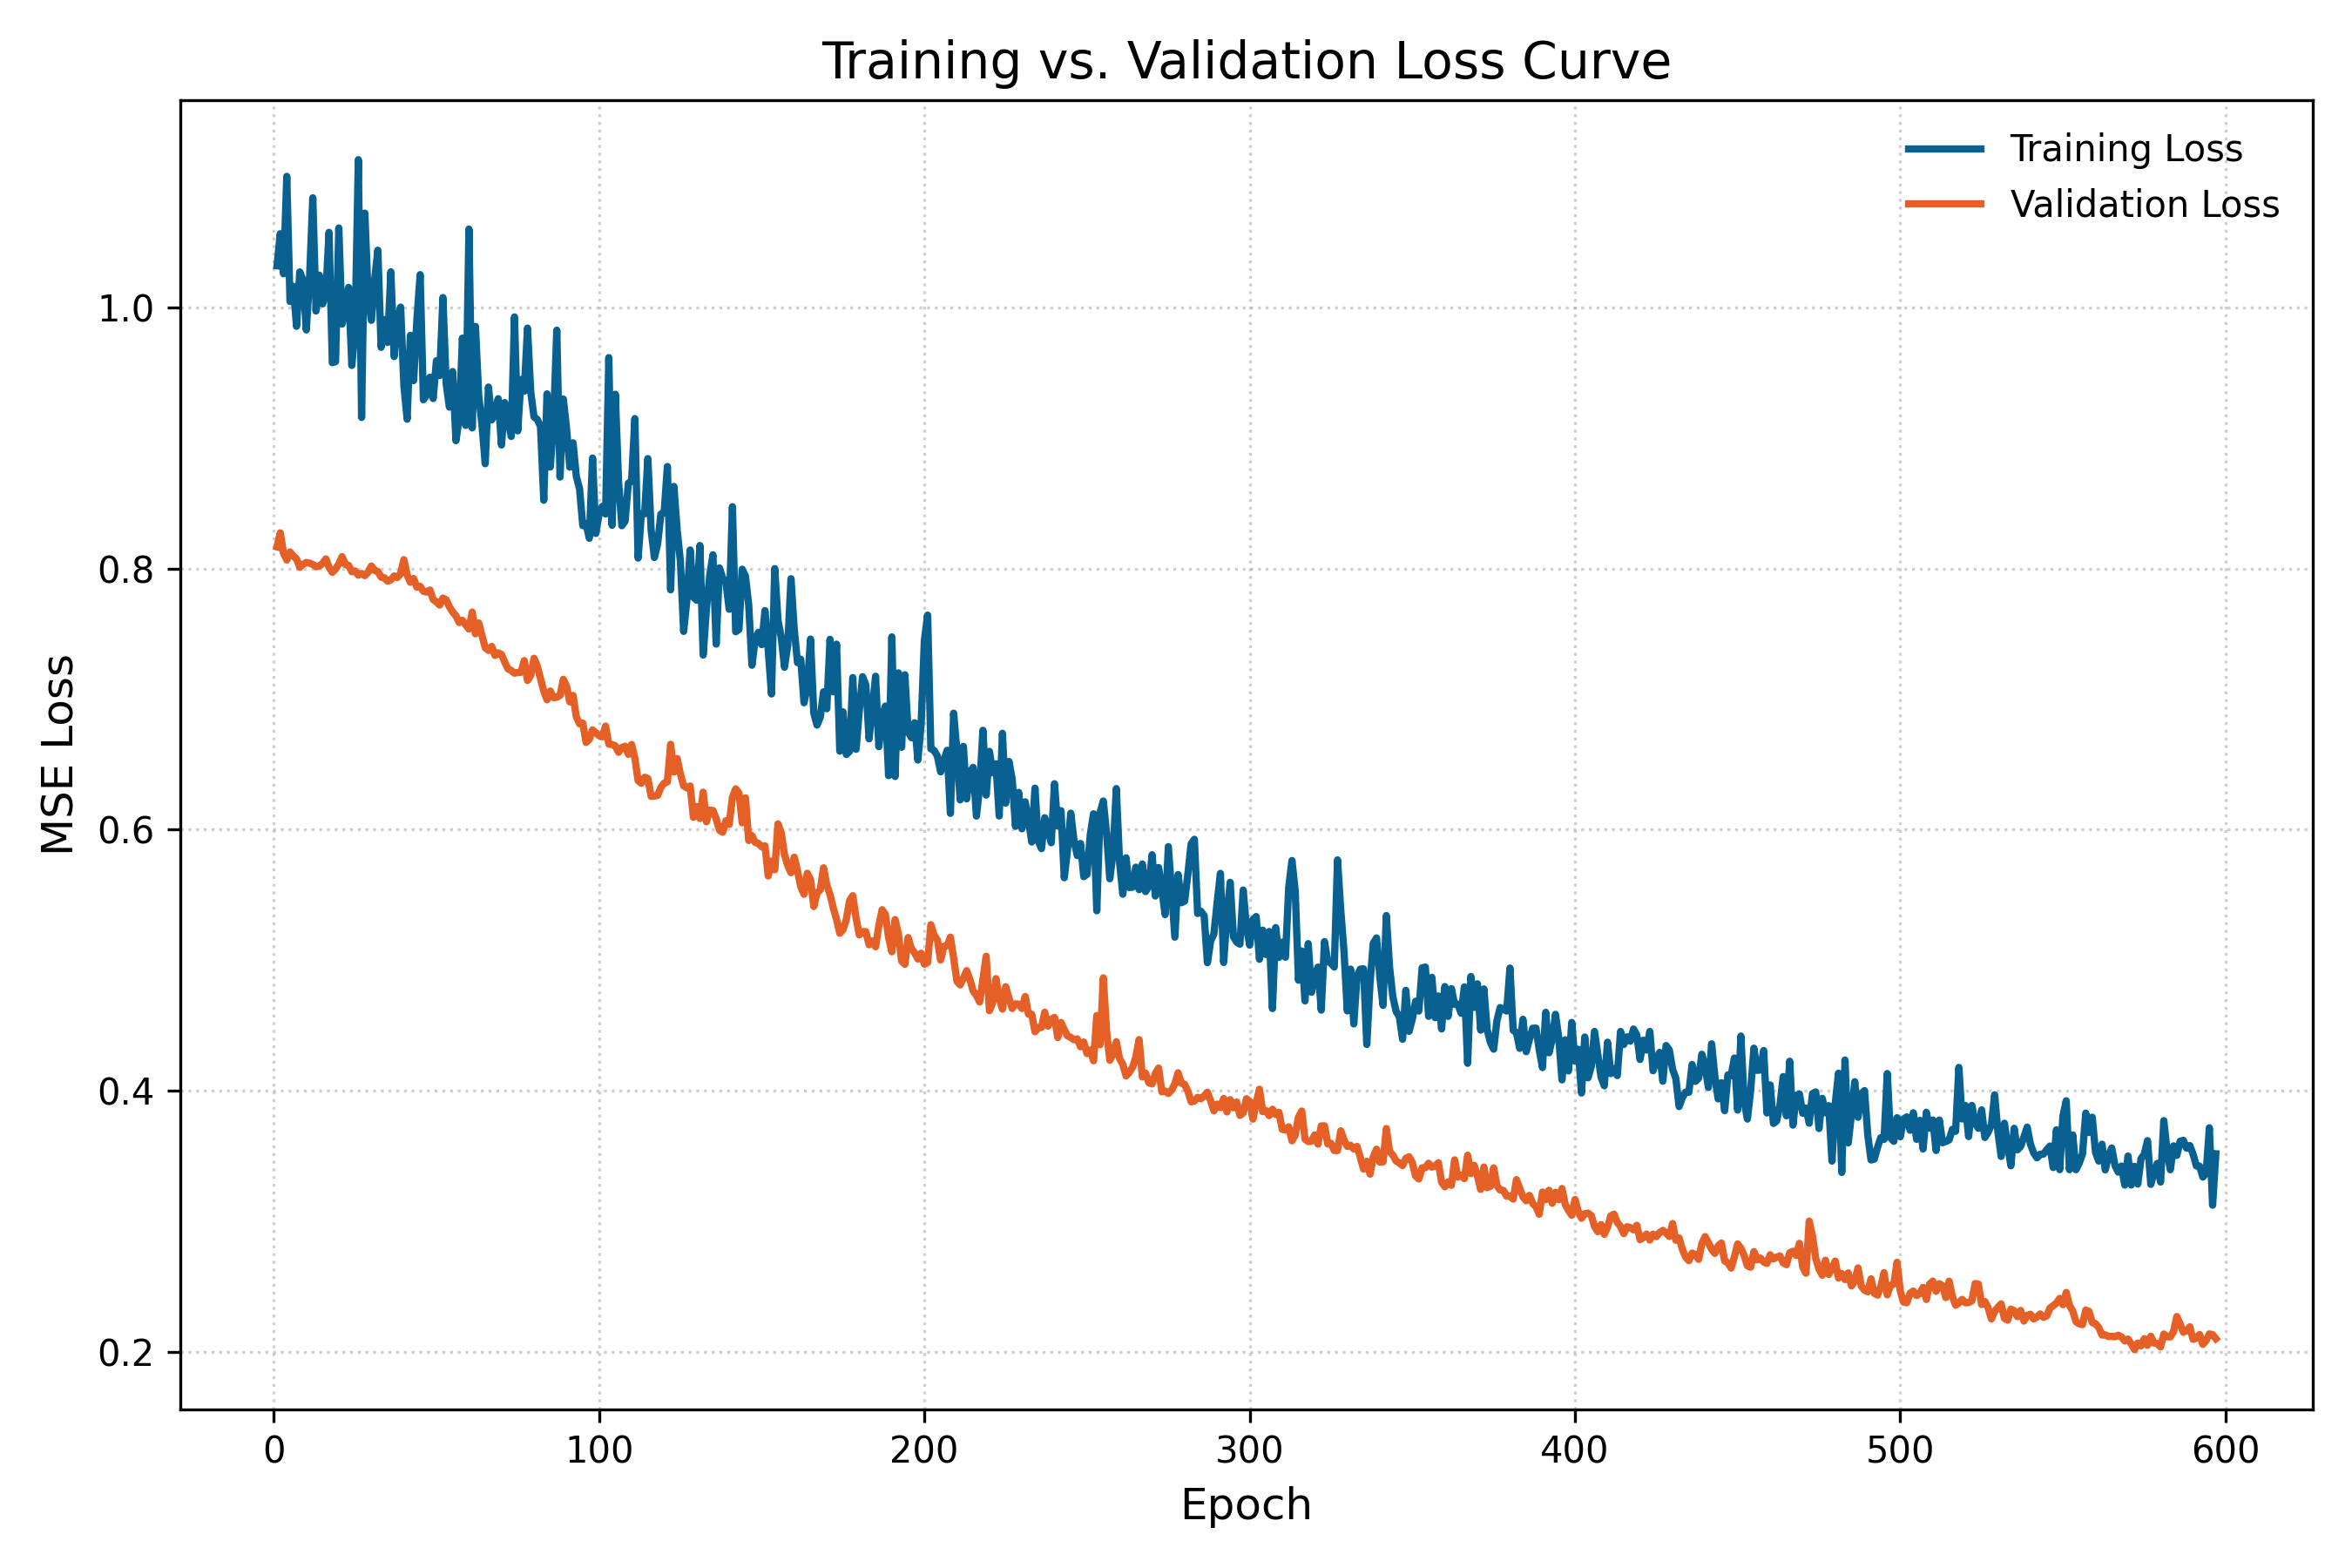 Training vs. Validation Loss Curve
Training Loss
Validation Loss
MSE Loss
1.0
0.8
0.6
0.4
0.2
0 100 200 300 400 500 600
Epoch